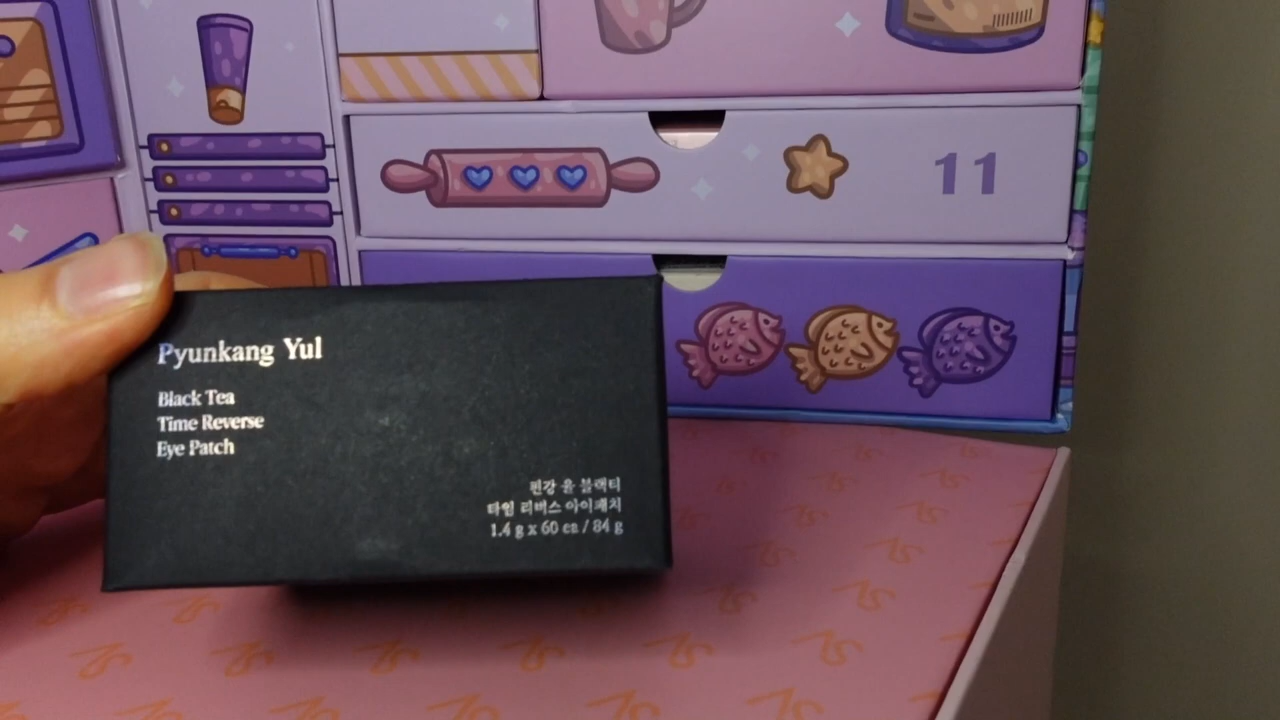 11
Pyunkang Yul
Black Tea
Time Reverse
Eye Patch
편강 율 블랙티
타임 리버스 아이패치
1.4 g x 60 ea / 84 g